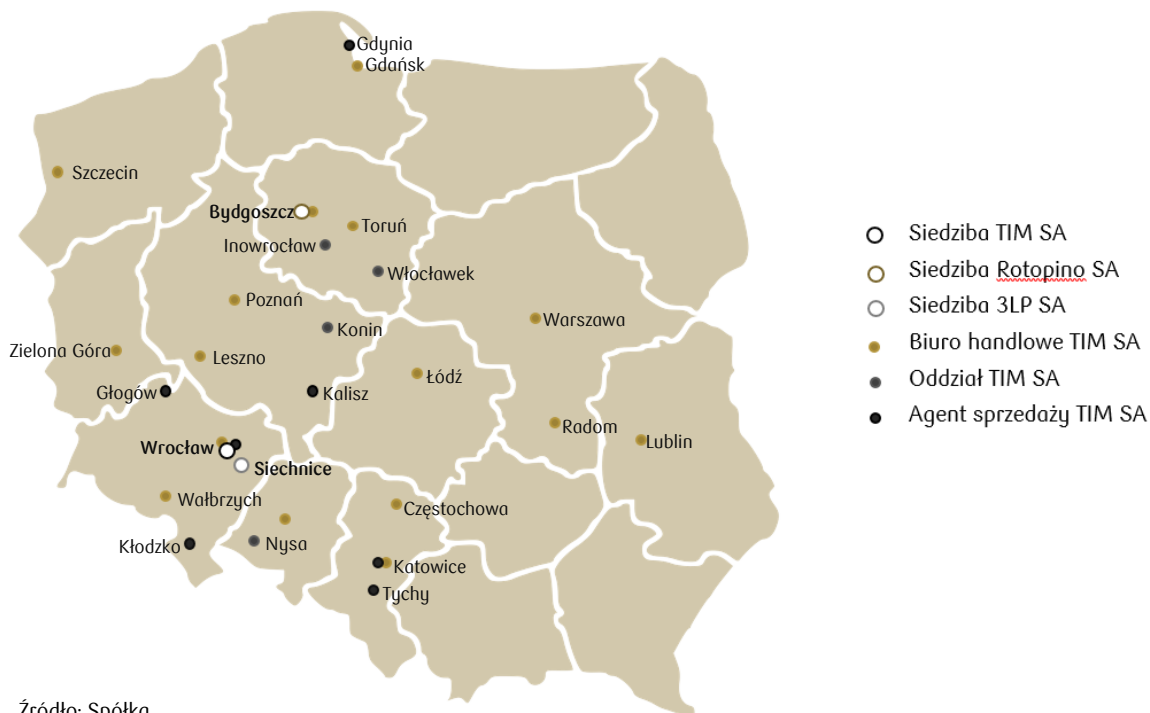 Gdynia
Gdańsk
Szczecin
Bydgoszcz
Toruń
Inowrocław
Włocławek
Poznań
Konin
Warszawa
Zielona Góra
Leszno
Łódź
Głogów
Kalisz
Radom
Lublin
Wrocław
Siechnice
Wałbrzych
Częstochowa
Kłodzko
Nysa
Katowice
Tychy
Siedziba TIM SA
Siedziba Rotopino SA
Siedziba 3LP SA
Biuro handlowe TIM SA
Oddział TIM SA
Agent sprzedaży TIM SA
Źródło: Spółka